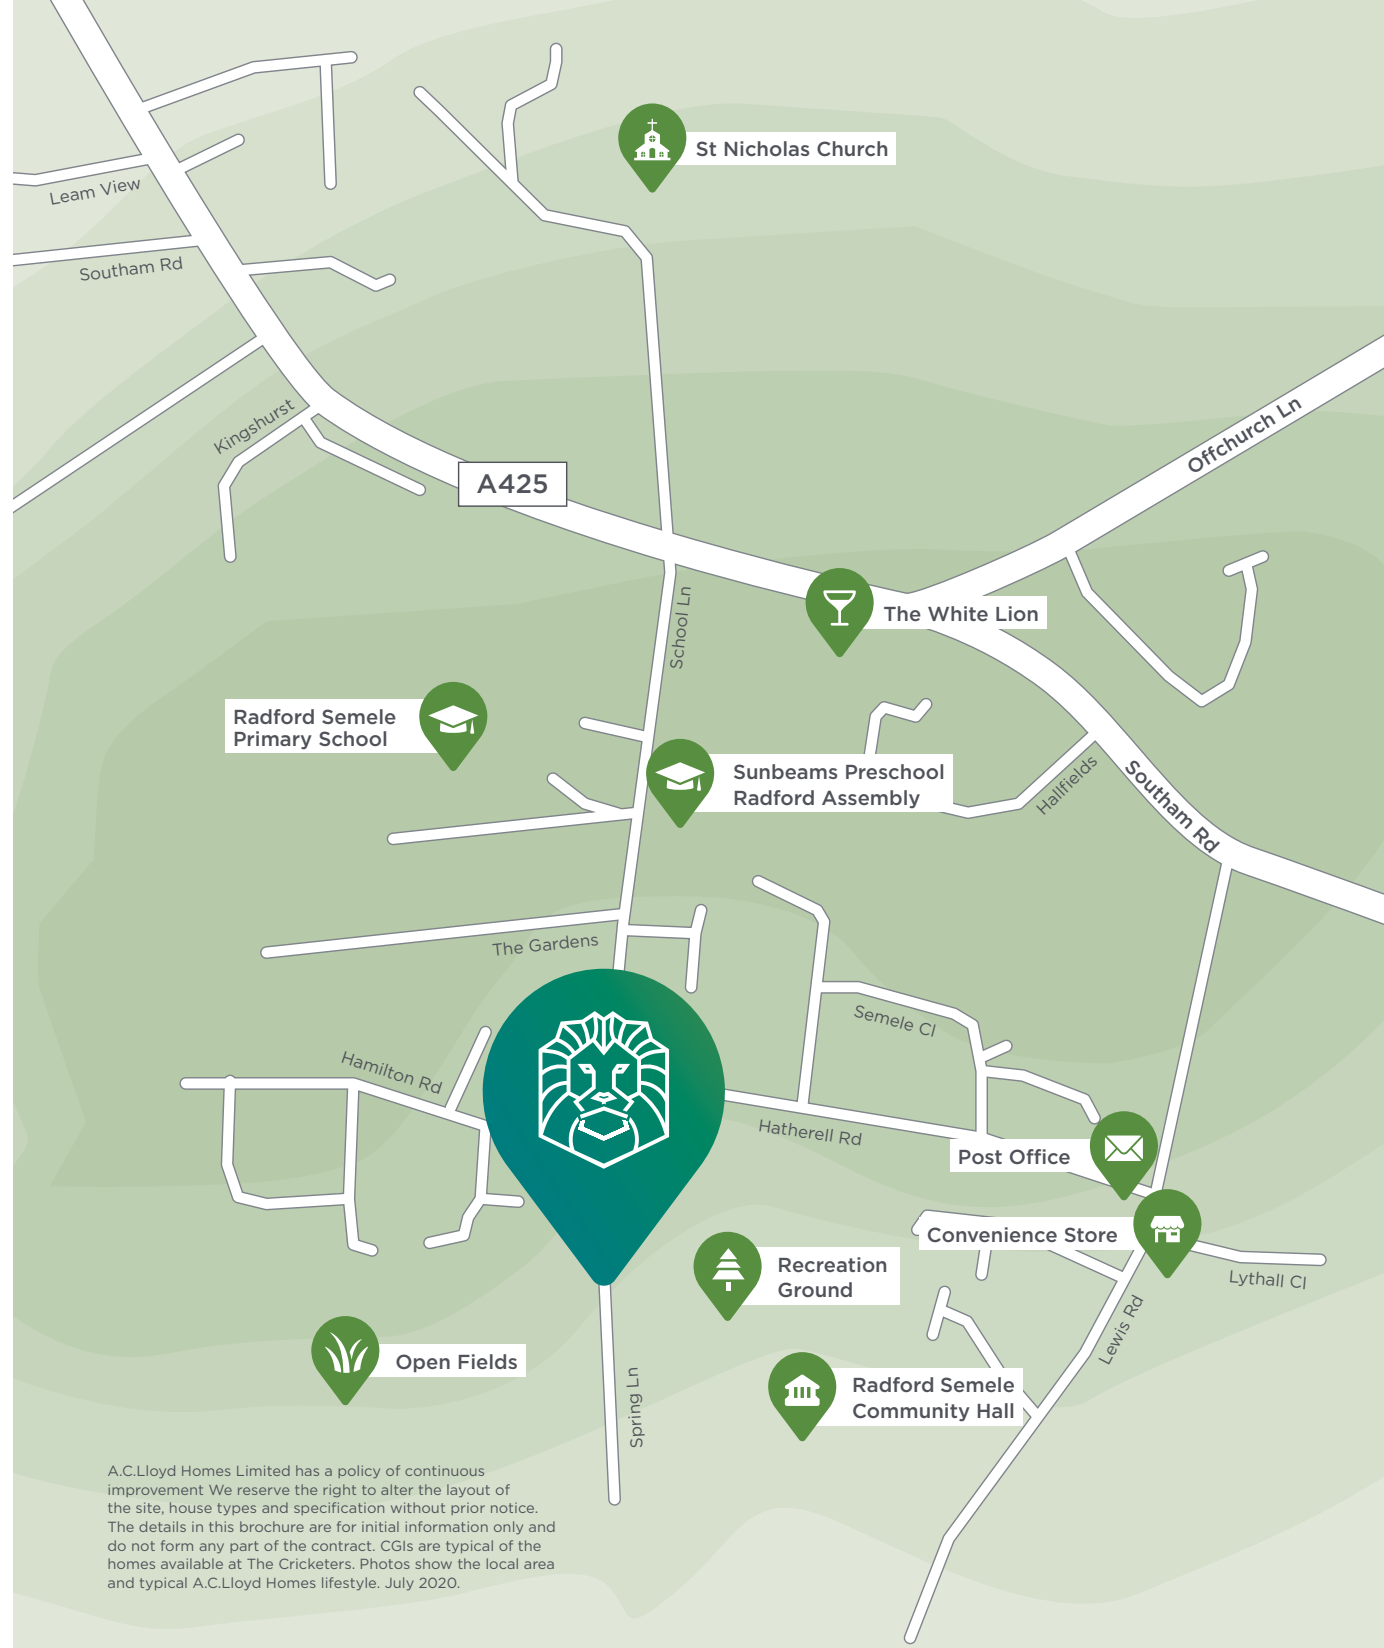 St Nicholas Church
Leam View
Southam Rd
Kingshurst
Offchurch Ln
A425
School Ln
The White Lion
Radford Semele
Primary School
Sunbeams Preschool
Radford Assembly
Hallfields
Southam Rd
The Gardens
Semele Cl
Hamilton Rd
Hatherell Rd
Post Office
Convenience Store
Recreation
Ground
Lythall Cl
Lewis Rd
Open Fields
Spring Ln
Radford Semele
Community Hall
A.C.Lloyd Homes Limited has a policy of continuous
improvement We reserve the right to alter the layout of
the site, house types and specification without prior notice.
The details in this brochure are for initial information only and
do not form any part of the contract. CGIs are typical of the
homes available at The Cricketers. Photos show the local area
and typical A.C.Lloyd Homes lifestyle. July 2020.